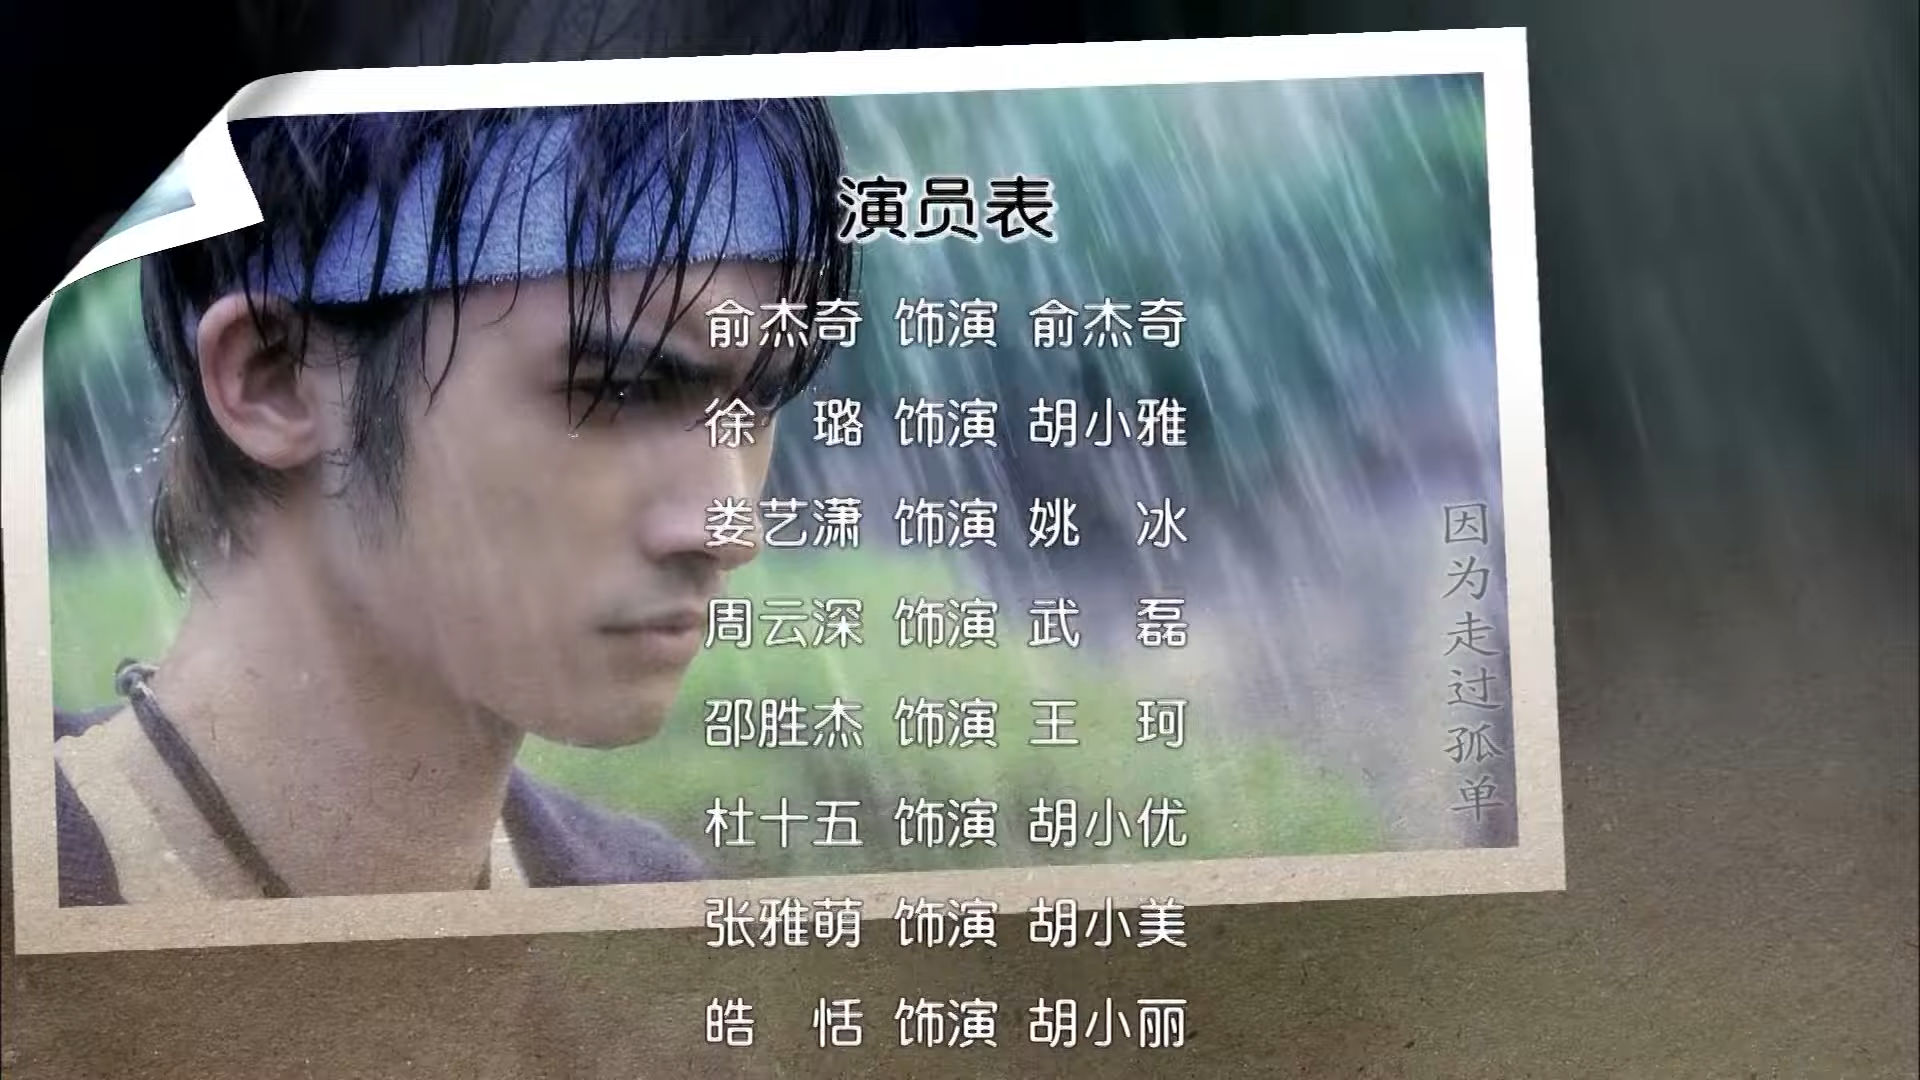 演员表
俞杰奇 饰演 俞杰奇
徐 璐 饰演 胡小雅
娄艺潇 饰演 姚 冰
周云深 饰演 武 磊
邵胜杰 饰演 王 珂
杜十五 饰演 胡小优
张雅萌 饰演 胡小美
皓 恬 饰演 胡小丽
因为走过孤单